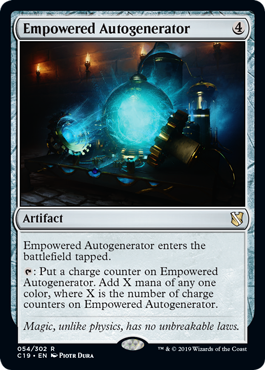 Empowered Autogenerator 4
Artifact
Empowered Autogenerator enters the
battlefield tapped.
: Put a charge counter on Empowered
Autogenerator. Add X mana of any one
color, where X is the number of charge
counters on Empowered Autogenerator.
Magic, unlike physics, has no unbreakable laws.
054/302 R
C19 • EN Piotr Dura
™ & © 2019 Wizards of the Coast